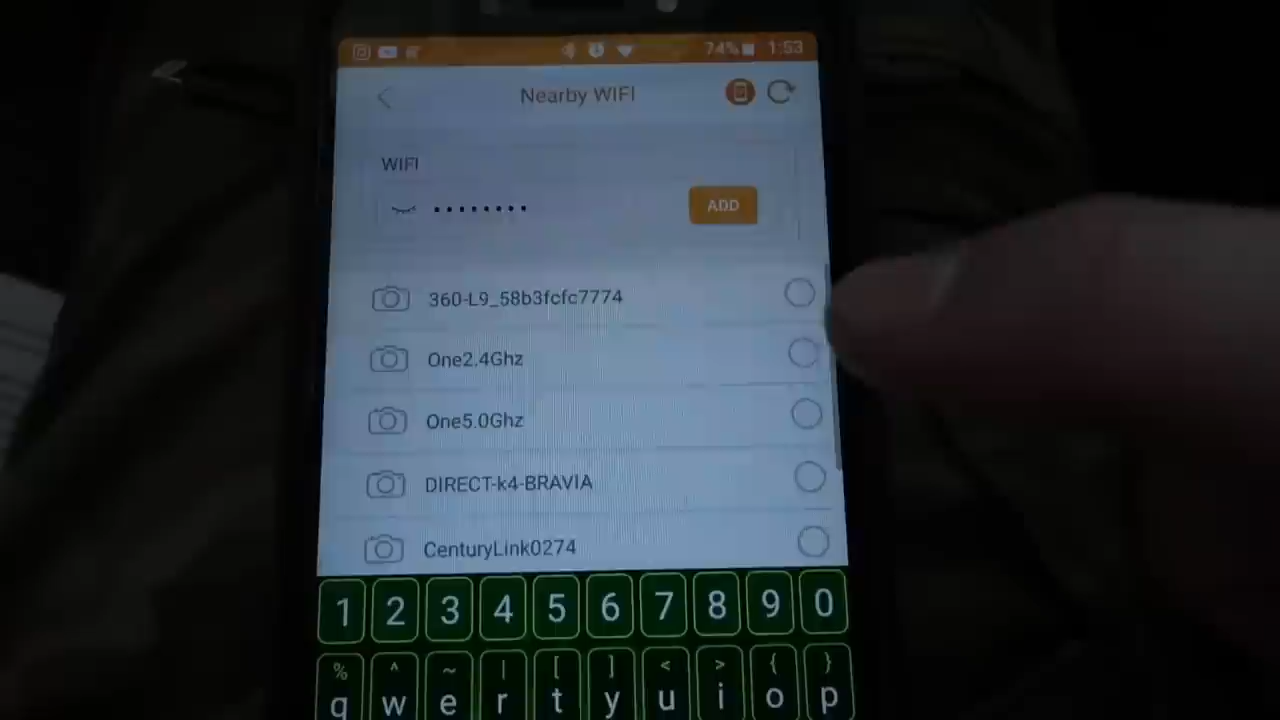 74% 1:53
Nearby WIFI
WIFI
••••••••• ADD
360-L9_58b3fcfc7774
One2.4Ghz
One5.0Ghz
DIRECT-k4-BRAVIA
CenturyLink0274
1 2 3 4 5 6 7 8 9 0
% ^ ~ | [ ] < > { }
q w e r t y u i o p